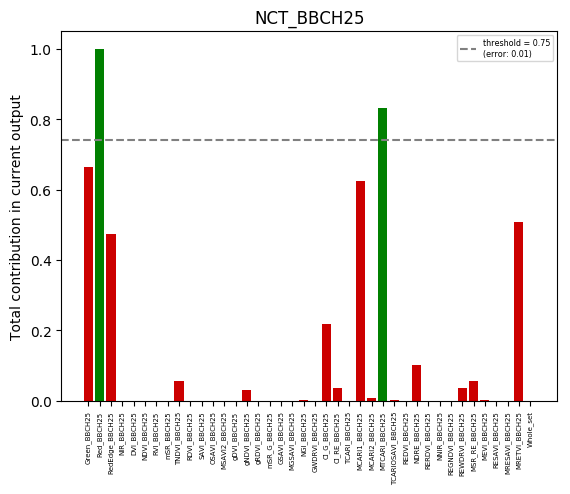 NCT_BBCH25
threshold = 0.75
(error: 0.01)
Total contribution in current output
1.0
0.8
0.6
0.4
0.2
0.0
Green_BBCH25
Red_BBCH25
RedEdge_BBCH25
NIR_BBCH25
DVI_BBCH25
NDVI_BBCH25
RVI_BBCH25
mSR_BBCH25
TNDVI_BBCH25
RDVI_BBCH25
SAVI_BBCH25
OSAVI_BBCH25
MSAVI2_BBCH25
gDVI_BBCH25
gNDVI_BBCH25
gRDVI_BBCH25
mSR_G_BBCH25
GSAVI_BBCH25
MGSAVI_BBCH25
NGI_BBCH25
GWDRVI_BBCH25
CI_G_BBCH25
CI_RE_BBCH25
TCARI_BBCH25
MCARI1_BBCH25
MCARI2_BBCH25
MTCARI_BBCH25
TCARIOSAVI_BBCH25
REDVI_BBCH25
NDRE_BBCH25
RERDVI_BBCH25
NNIR_BBCH25
REGNDVI_BBCH25
REWDRVI_BBCH25
MSR_RE_BBCH25
MEVI_BBCH25
RESAVI_BBCH25
MRESAVI_BBCH25
MRETVI_BBCH25
Whole_set